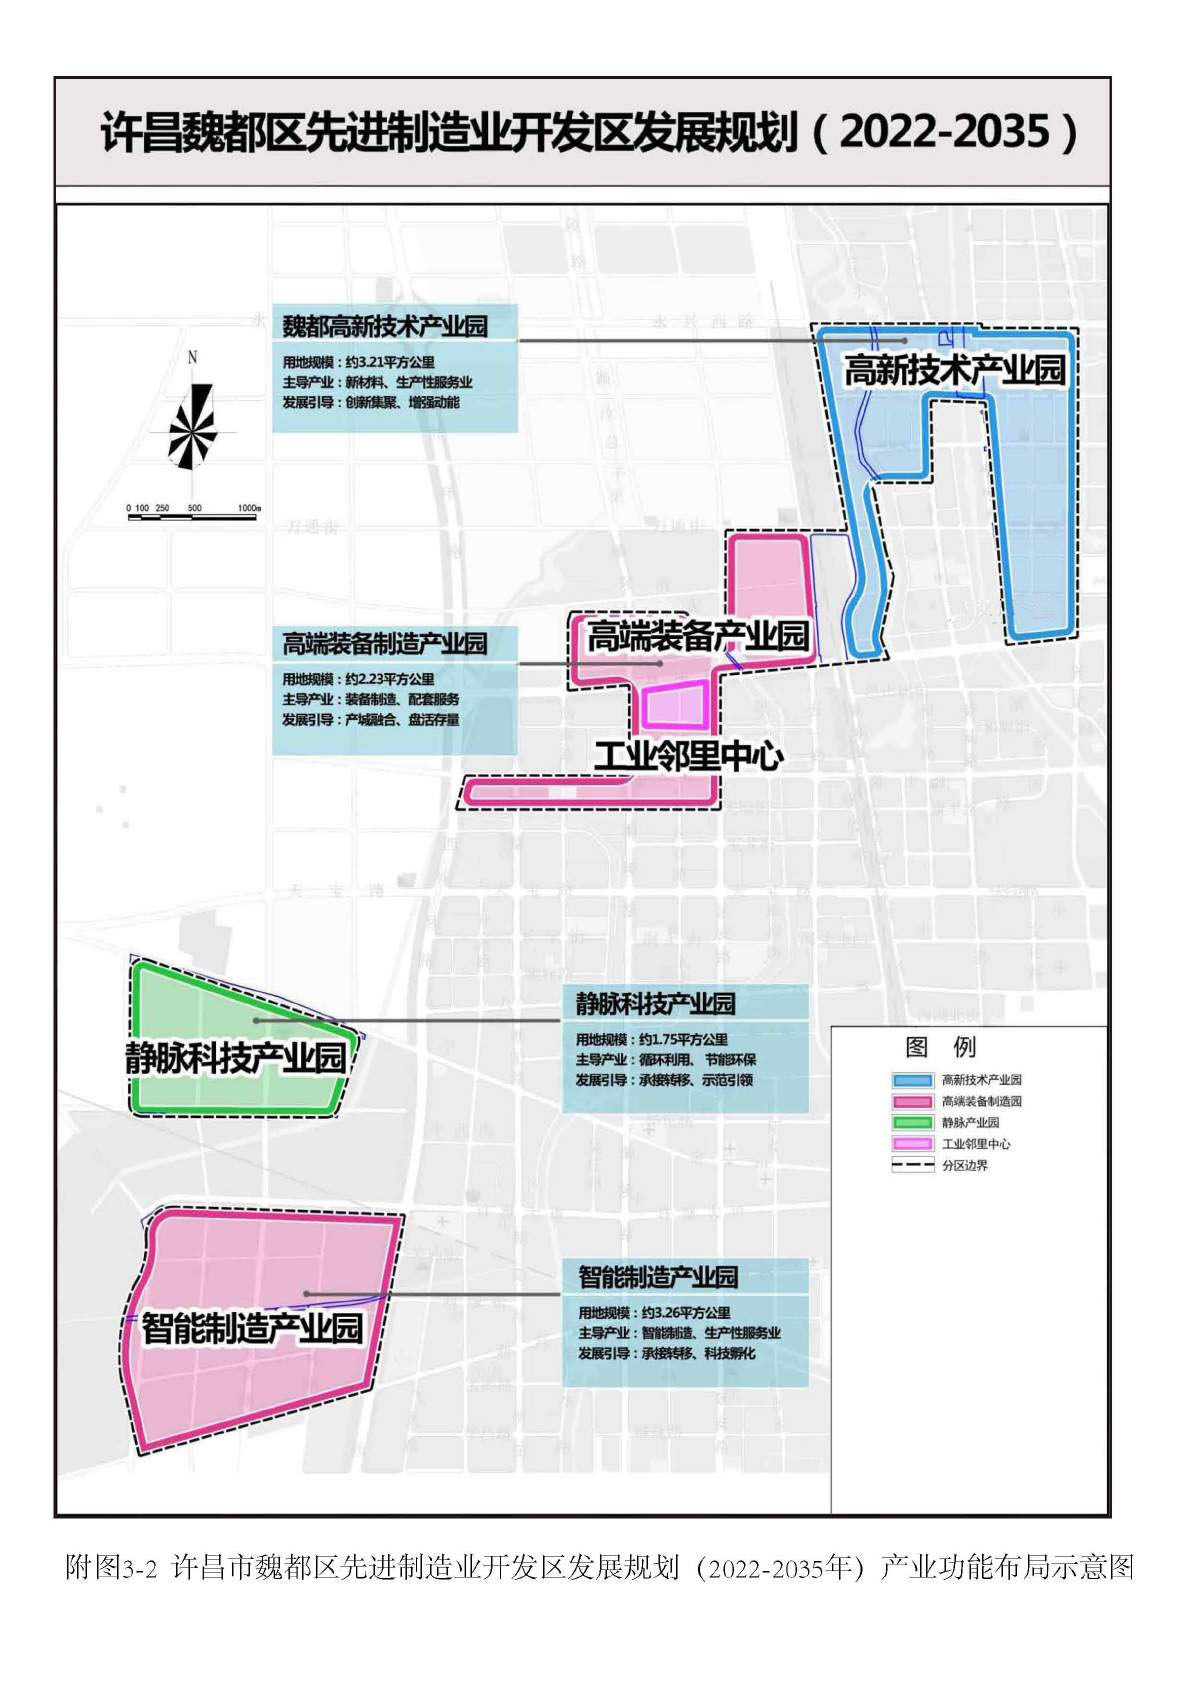 许昌魏都区先进制造业开发区发展规划（2022-2035）
永兴西路
魏都高新技术产业园
用地规模：约3.21平方公里
主导产业：新材料、生产性服务业
发展引导：创新集聚、增强动能
高新技术产业园
N
0 100 250 500 1000m
万通街
万通街
高端装备制造产业园
用地规模：约2.23平方公里
主导产业：装备制造、配套服务
发展引导：产城融合、盘活存量
高端装备产业园
工业邻里中心
天宝路
静脉科技产业园
用地规模：约1.75平方公里
主导产业：循环利用、节能环保
发展引导：承接转移、示范引领
静脉科技产业园
图 例
高新技术产业园
高端装备制造园
静脉产业园
工业邻里中心
分区边界
智能制造产业园
用地规模：约3.26平方公里
主导产业：智能制造、生产性服务业
发展引导：承接转移、科技孵化
智能制造产业园
附图3-2 许昌市魏都区先进制造业开发区发展规划（2022-2035年）产业功能布局示意图